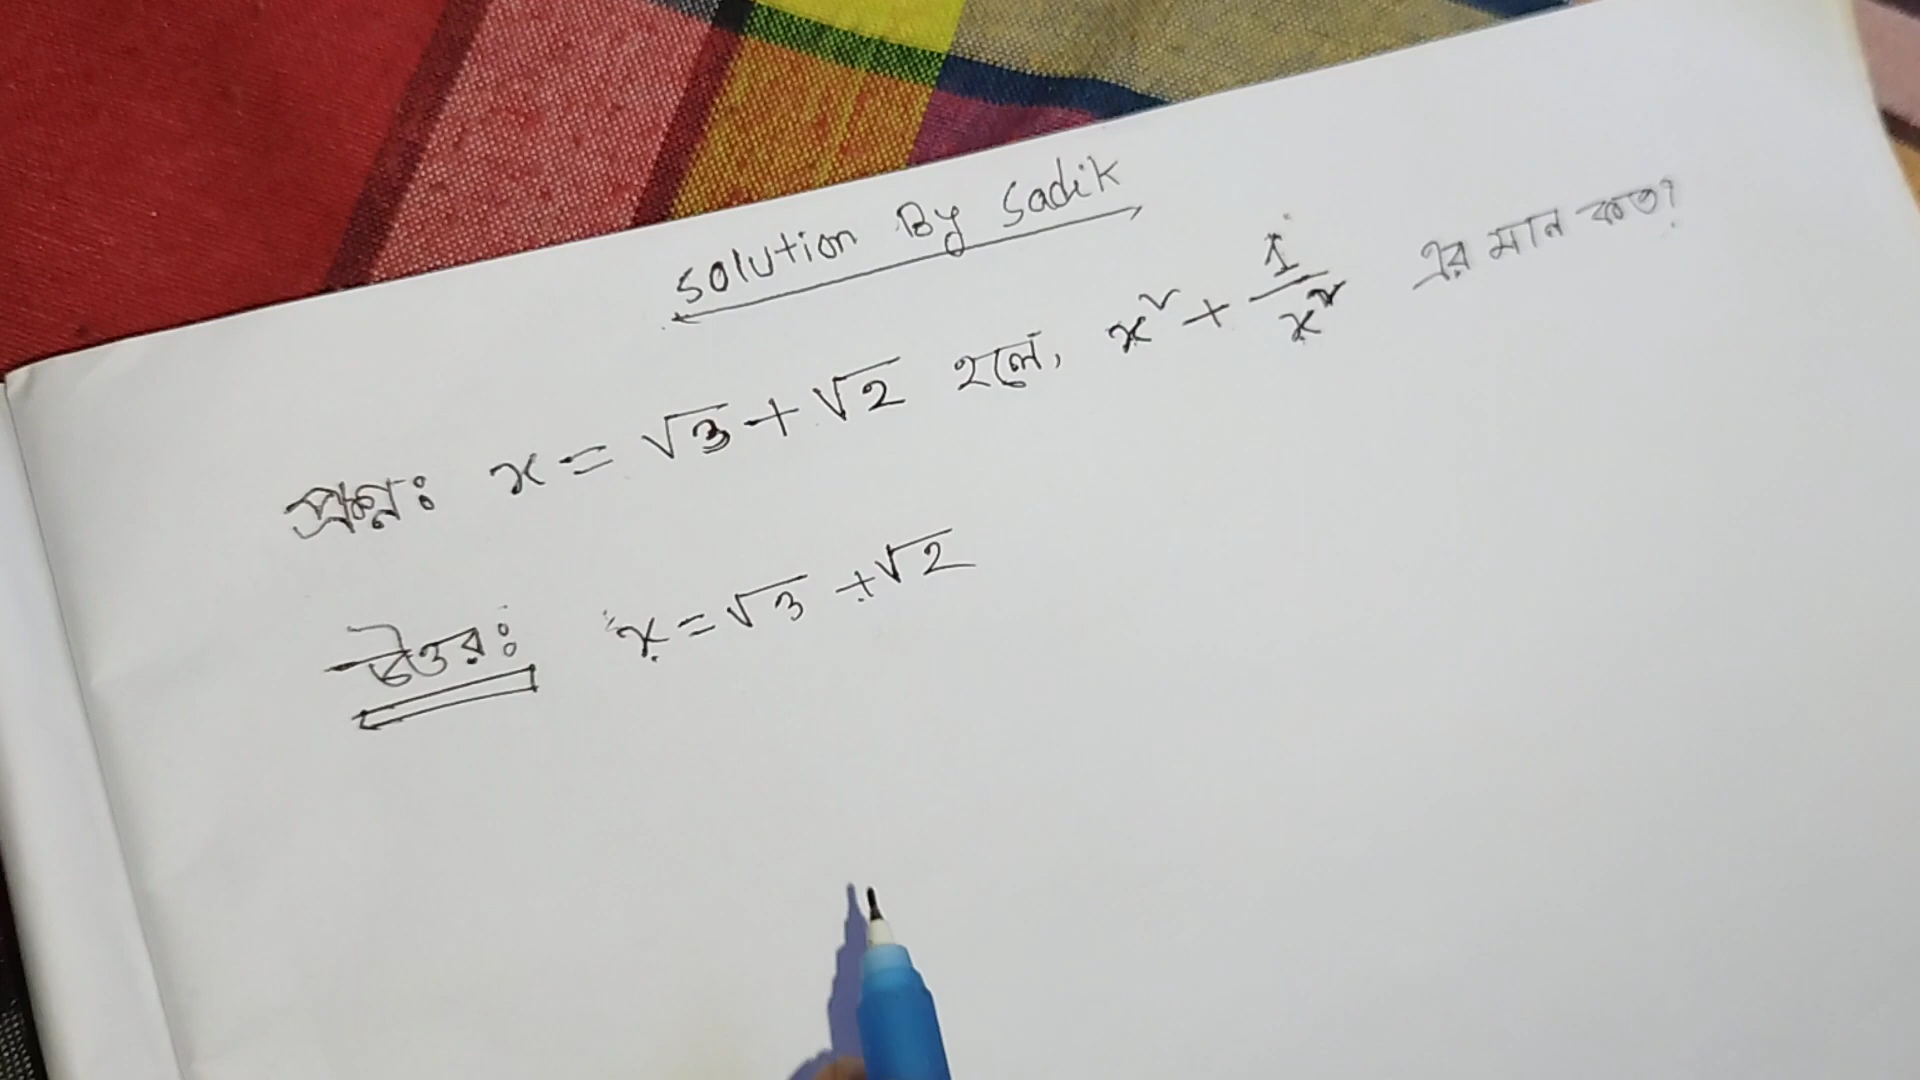 Solution By Sadik
প্রশ্নঃ x = √3 + √2 হলে, x² + 1/x² এর মান কত?
উত্তরঃ x = √3 + √2